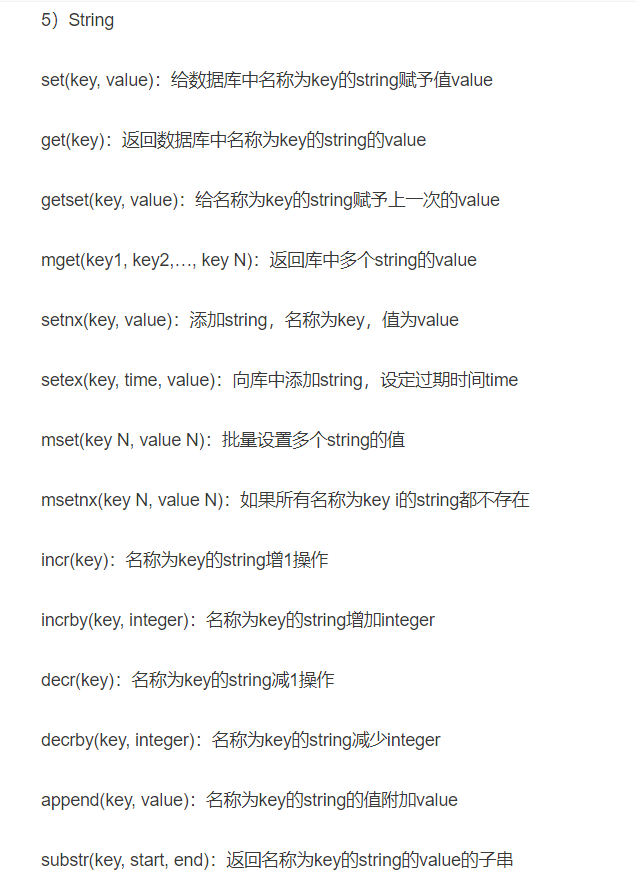 5）String
set(key, value)：给数据库中名称为key的string赋予值value
get(key)：返回数据库中名称为key的string的value
getset(key, value)：给名称为key的string赋予上一次的value
mget(key1, key2,…, key N)：返回库中多个string的value
setnx(key, value)：添加string，名称为key，值为value
setex(key, time, value)：向库中添加string，设定过期时间time
mset(key N, value N)：批量设置多个string的值
msetnx(key N, value N)：如果所有名称为key i的string都不存在
incr(key)：名称为key的string增1操作
incrby(key, integer)：名称为key的string增加integer
decr(key)：名称为key的string减1操作
decrby(key, integer)：名称为key的string减少integer
append(key, value)：名称为key的string的值附加value
substr(key, start, end)：返回名称为key的string的value的子串